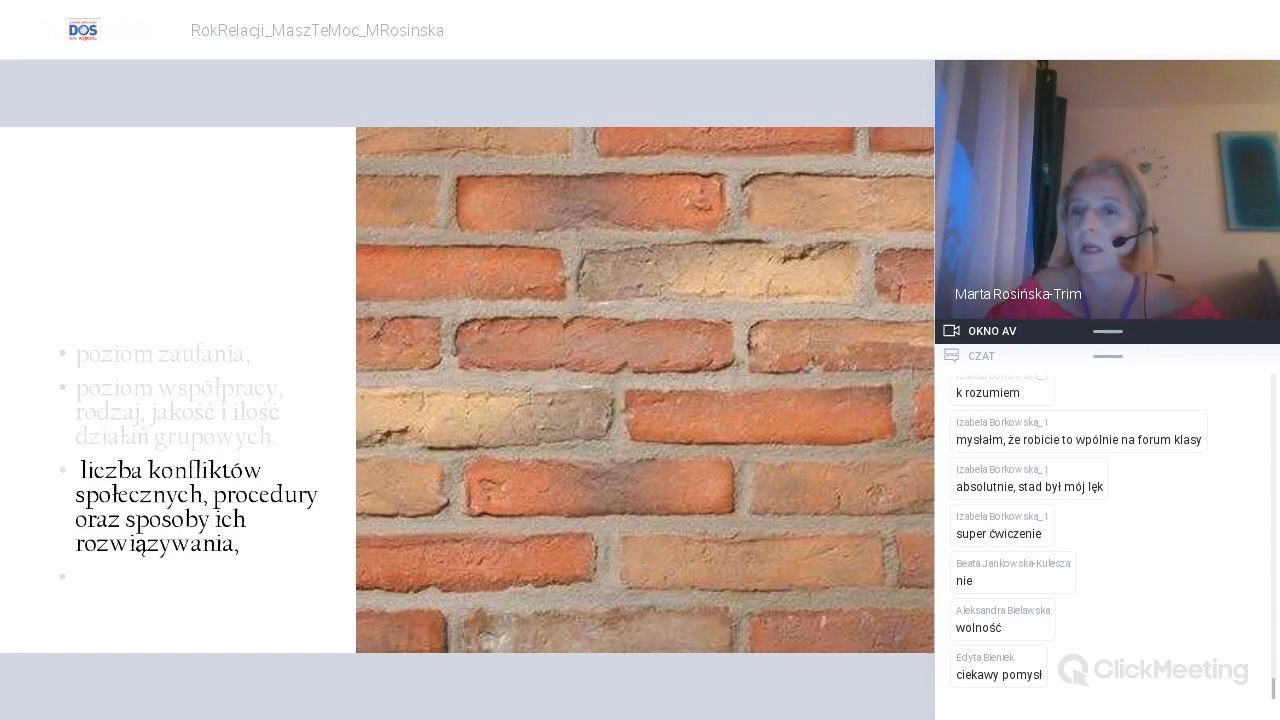 DOS
RokRelacji_MaszTeMoc_MRosinska
poziom zaufania,
poziom współpracy,
rodzaj, jakość i ilość
działań grupowych.
liczba konfliktów
społecznych, procedury
oraz sposoby ich
rozwiązywania,
Marta Rosińska-Trim
OKNO AV
CZAT
Izabela Borkowska_1
k rozumiem
Izabela Borkowska_1
mysłałm, że robicie to wpólnie na forum klasy
Izabela Borkowska_1
absolutnie, stad był mój lęk
Izabela Borkowska_1
super ćwiczenie
Beata Jankowska-Kulesza
nie
Aleksandra Bielawska
wolność
Edyta Bieniek
ciekawy pomysł
ClickMeeting